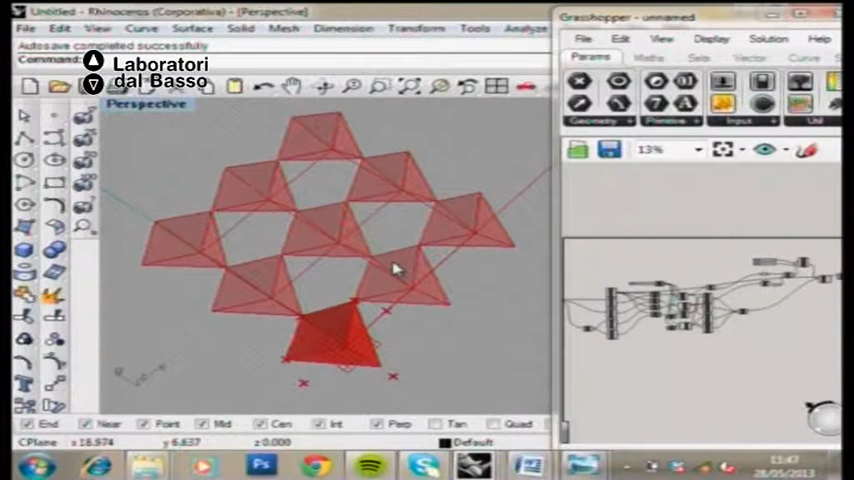 Untitled - Rhinoceros (Corporativa) - [Perspective]
File Edit View Curve Surface Solid Mesh Dimension Transform Tools Analyze
Autosave completed successfully
Command:
Laboratori
dal Basso
Perspective
Grasshopper - unnamed
File Edit View Display Solution Help
Params Maths Sets Vector Curve
Geometry Primitive Input Util
13%
End Near Point Mid Cen Int Perp Tan Quad
CPlane x 18.974 y 6.837 z 0.000 Default
11:47
28/05/2013